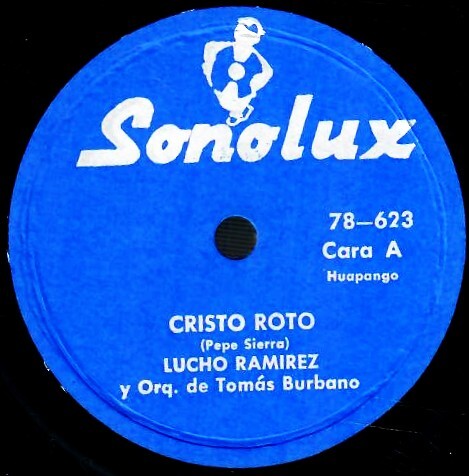 Sonolux
78-623
Cara A
Huapango
CRISTO ROTO
(Pepe Sierra)
LUCHO RAMIREZ
y Orq. de Tomás Burbano